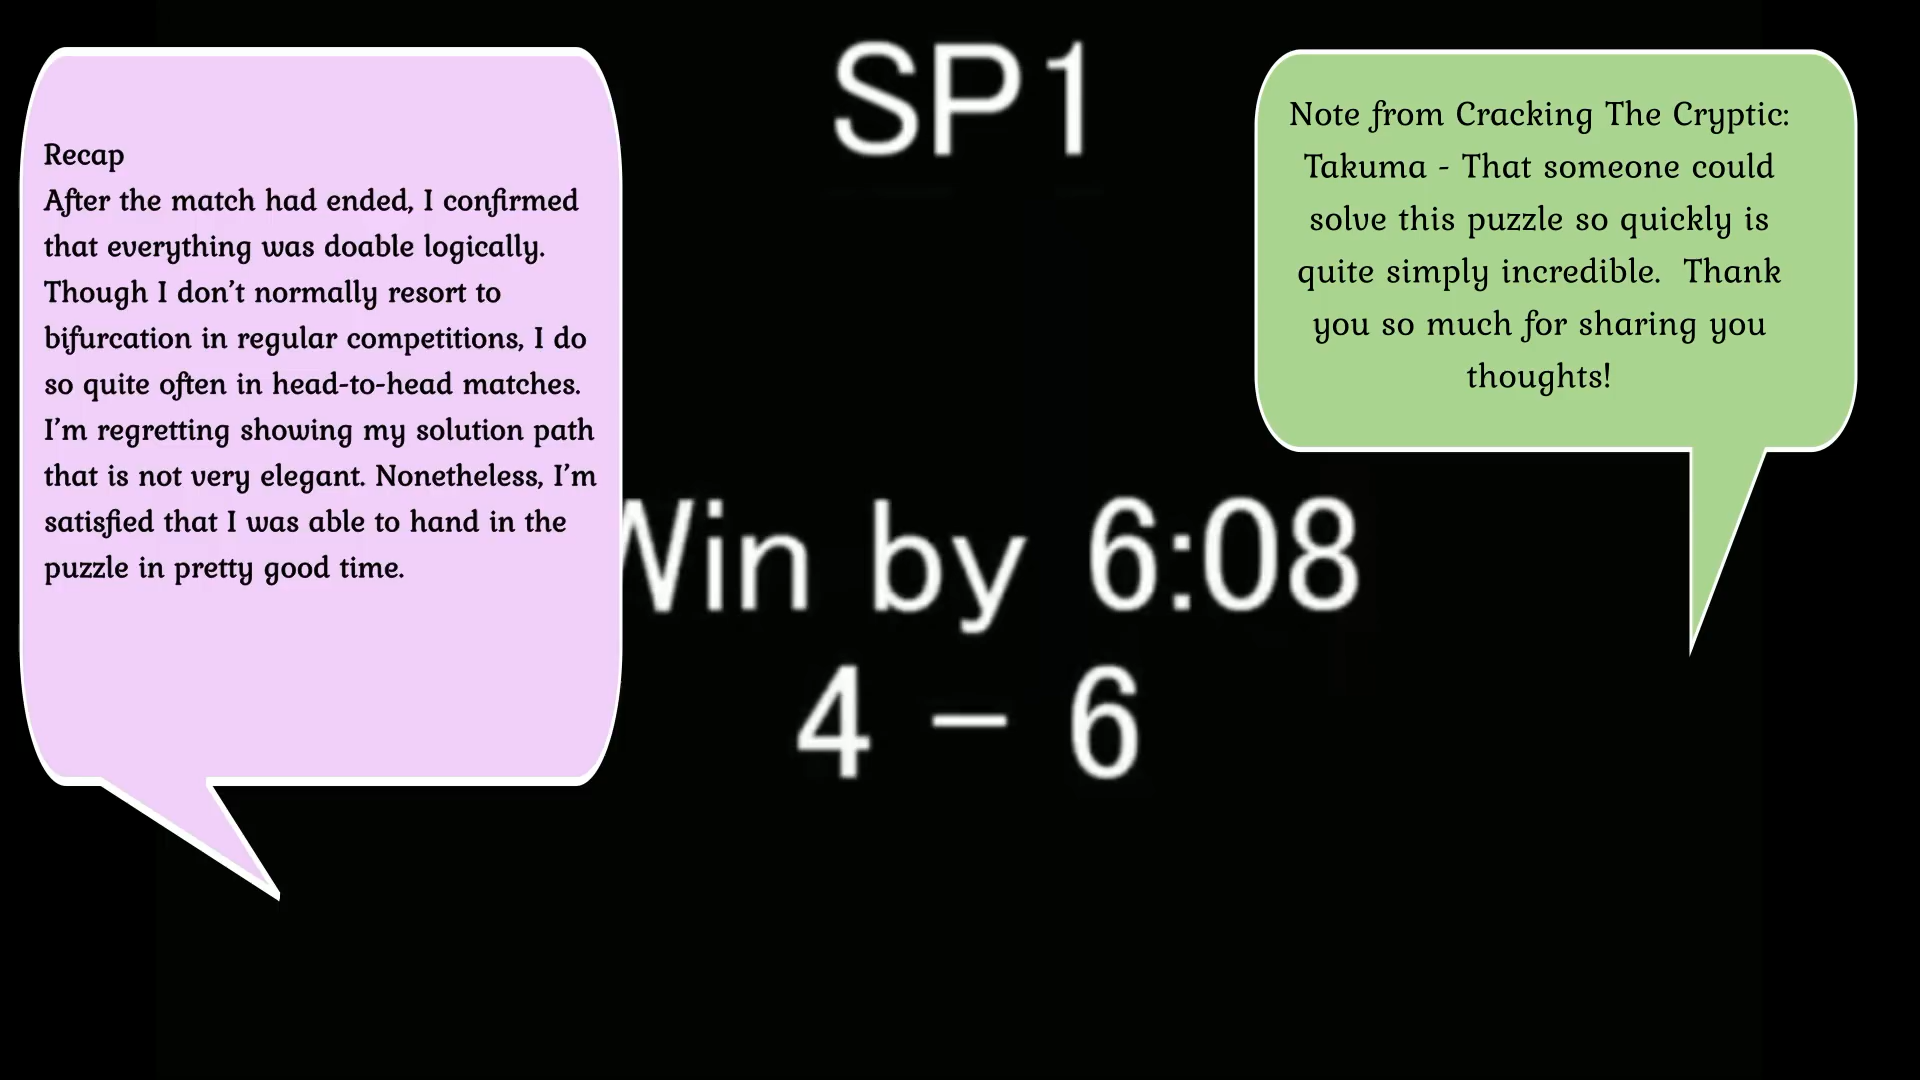 SP1
Recap
After the match had ended, I confirmed
that everything was doable logically.
Though I don’t normally resort to
bifurcation in regular competitions, I do
so quite often in head-to-head matches.
I’m regretting showing my solution path
that is not very elegant. Nonetheless, I’m
satisfied that I was able to hand in the
puzzle in pretty good time.
Note from Cracking The Cryptic:
Takuma - That someone could
solve this puzzle so quickly is
quite simply incredible. Thank
you so much for sharing you
thoughts!
Win by 6:08
4 – 6